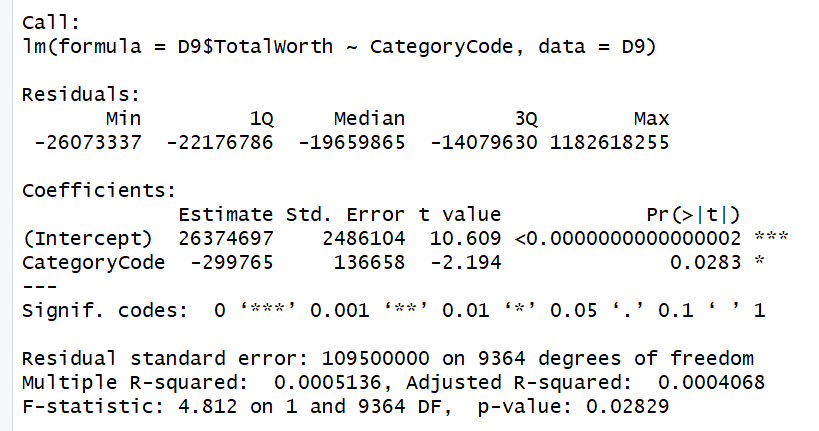 Call:
lm(formula = D9$TotalWorth ~ CategoryCode, data = D9)
Residuals:
Min 1Q Median 3Q Max
-26073337 -22176786 -19659865 -14079630 1182618255
Coefficients:
Estimate Std. Error t value Pr(>|t|)
(Intercept) 26374697 2486104 10.609 <0.0000000000000002 ***
CategoryCode -299765 136658 -2.194 0.0283 *
---
Signif. codes: 0 ‘***’ 0.001 ‘**’ 0.01 ‘*’ 0.05 ‘.’ 0.1 ‘ ’ 1
Residual standard error: 109500000 on 9364 degrees of freedom
Multiple R-squared: 0.0005136, Adjusted R-squared: 0.0004068
F-statistic: 4.812 on 1 and 9364 DF, p-value: 0.02829